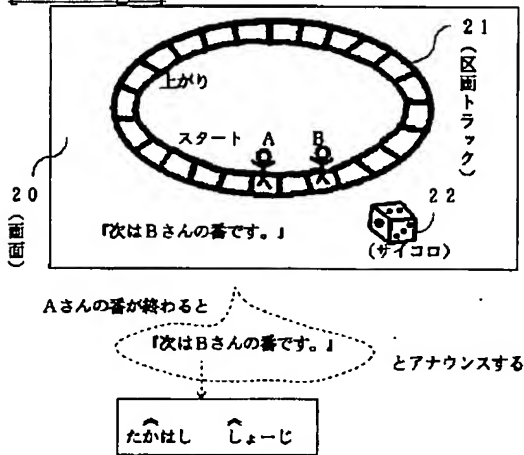 21
(区画トラック)
上がり
スタート A B
20
(画面)
22
(サイコロ)
『次はBさんの番です。』
Aさんの番が終わると
『次はBさんの番です。』
とアナウンスする
たかはし しょーじ